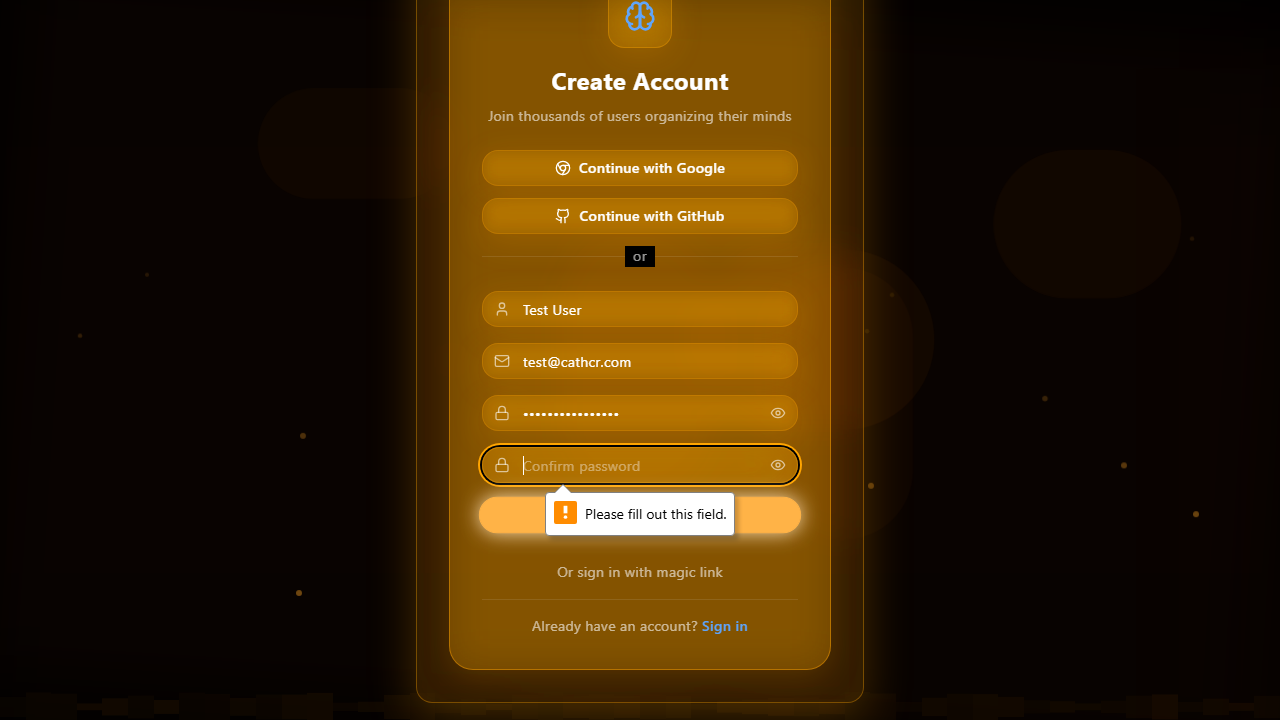 Create Account
Join thousands of users organizing their minds
Continue with Google
Continue with GitHub
or
Test User
test@cathcr.com
••••••••••••••••
Confirm password
Please fill out this field.
Or sign in with magic link
Already have an account? Sign in